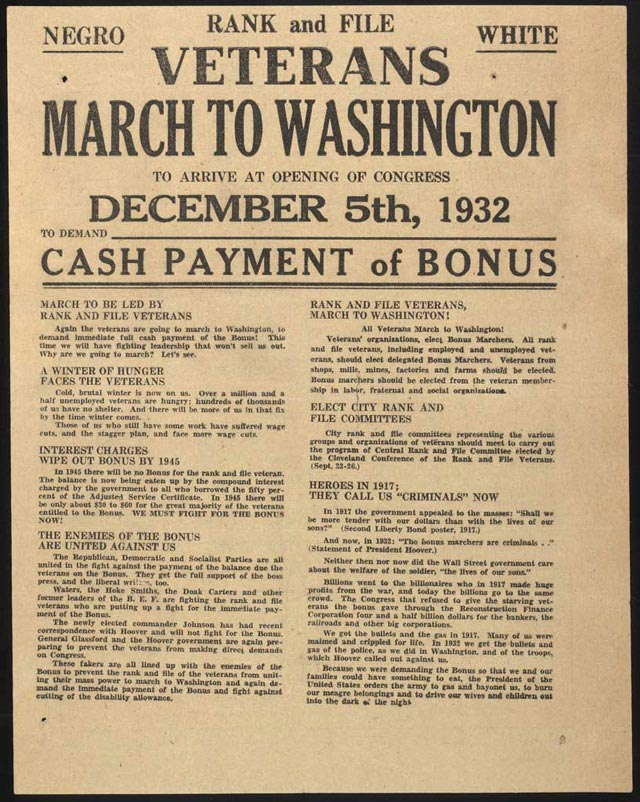 NEGRO
RANK and FILE
WHITE
VETERANS
MARCH TO WASHINGTON
TO ARRIVE AT OPENING OF CONGRESS
DECEMBER 5th, 1932
TO DEMAND
CASH PAYMENT of BONUS
MARCH TO BE LED BY
RANK AND FILE VETERANS
Again the veterans are going to march to Washington, to
demand immediate full cash payment of the Bonus! This
time we will have fighting leadership that won't sell us out.
Why are we going to march? Let's see.
A WINTER OF HUNGER
FACES THE VETERANS
Cold, brutal winter is now on us. Over a million and a
half unemployed veterans are hungry; hundreds of thousands
of us have no shelter. And there will be more of us in that fix
by the time winter comes.
Those of us who still have some work have suffered wage
cuts, and the stagger plan, and face more wage cuts.
INTEREST CHARGES
WIPE OUT BONUS BY 1945
In 1945 there will be no Bonus for the rank and file veteran.
The balance is now being eaten up by the compound interest
charged by the government to all who borrowed the fifty per-
cent of the Adjusted Service Certificate. In 1945 there will
be only about $30 to $60 for the great majority of the veterans
entitled to the Bonus. WE MUST FIGHT FOR THE BONUS
NOW!
THE ENEMIES OF THE BONUS
ARE UNITED AGAINST US
The Republican, Democratic and Socialist Parties are all
united in the fight against the payment of the balance due the
veterans on the Bonus. They get the full support of the boss
press, and the liberal too.
Waters, the Hoke Smiths, the Doak Carters and other
former leaders of the B. E. F. are fighting the rank and file
veterans who are putting up a fight for the immediate pay-
ment of the Bonus.
The newly elected commander Johnson has had recent
correspondence with Hoover and will not fight for the Bonus.
General Glassford and the Hoover government are again pre-
paring to prevent the veterans from making direct demands
on Congress.
These fakers are all lined up with the enemies of the
Bonus to prevent the rank and file of the veterans from unit-
ing their mass power to march to Washington and again de-
mand the immediate payment of the Bonus and fight against
cutting of the disability allowance.
RANK AND FILE VETERANS,
MARCH TO WASHINGTON!
All Veterans March to Washington!
Veterans' organizations, elect Bonus Marchers. All rank
and file veterans, including employed and unemployed vet-
erans, should elect delegated Bonus Marchers. Veterans from
shops, mills, mines, factories and farms should be elected.
Bonus marchers should be elected from the veteran member-
ship in labor, fraternal and social organizations.
ELECT CITY RANK AND
FILE COMMITTEES
City rank and file committees representing the various
groups and organizations of veterans should meet to carry out
the program of Central Rank and File Committee elected by
the Cleveland Conference of the Rank and File Veterans.
(Sept. 23-26.)
HEROES IN 1917;
THEY CALL US "CRIMINALS" NOW
In 1917 the government appealed to the masses: "Shall we
be more tender with our dollars than with the lives of our
sons?" (Second Liberty Bond poster, 1917.)
And now, in 1932: "The bonus marchers are criminals . ."
(Statement of President Hoover.)
Neither then nor now did the Wall Street government care
about the welfare of the soldier, "the lives of our sons."
Billions went to the billionaires who in 1917 made huge
profits from the war, and today the billions go to the same
crowd. The Congress that refused to give the starving vet-
erans the bonus gave through the Reconstruction Finance
Corporation four and a half billion dollars for the bankers, the
railroads and other big corporations.
We got the bullets and the gas in 1917. Many of us were
maimed and crippled for life. In 1932 we get the bullets and
gas of the police, as we did in Washington, and of the troops,
which Hoover called out against us.
Because we were demanding the Bonus so that we and our
families could have something to eat, the President of the
United States orders the army to gas and bayonet us, to burn
our meagre belongings and to drive our wives and children out
into the dark of the night